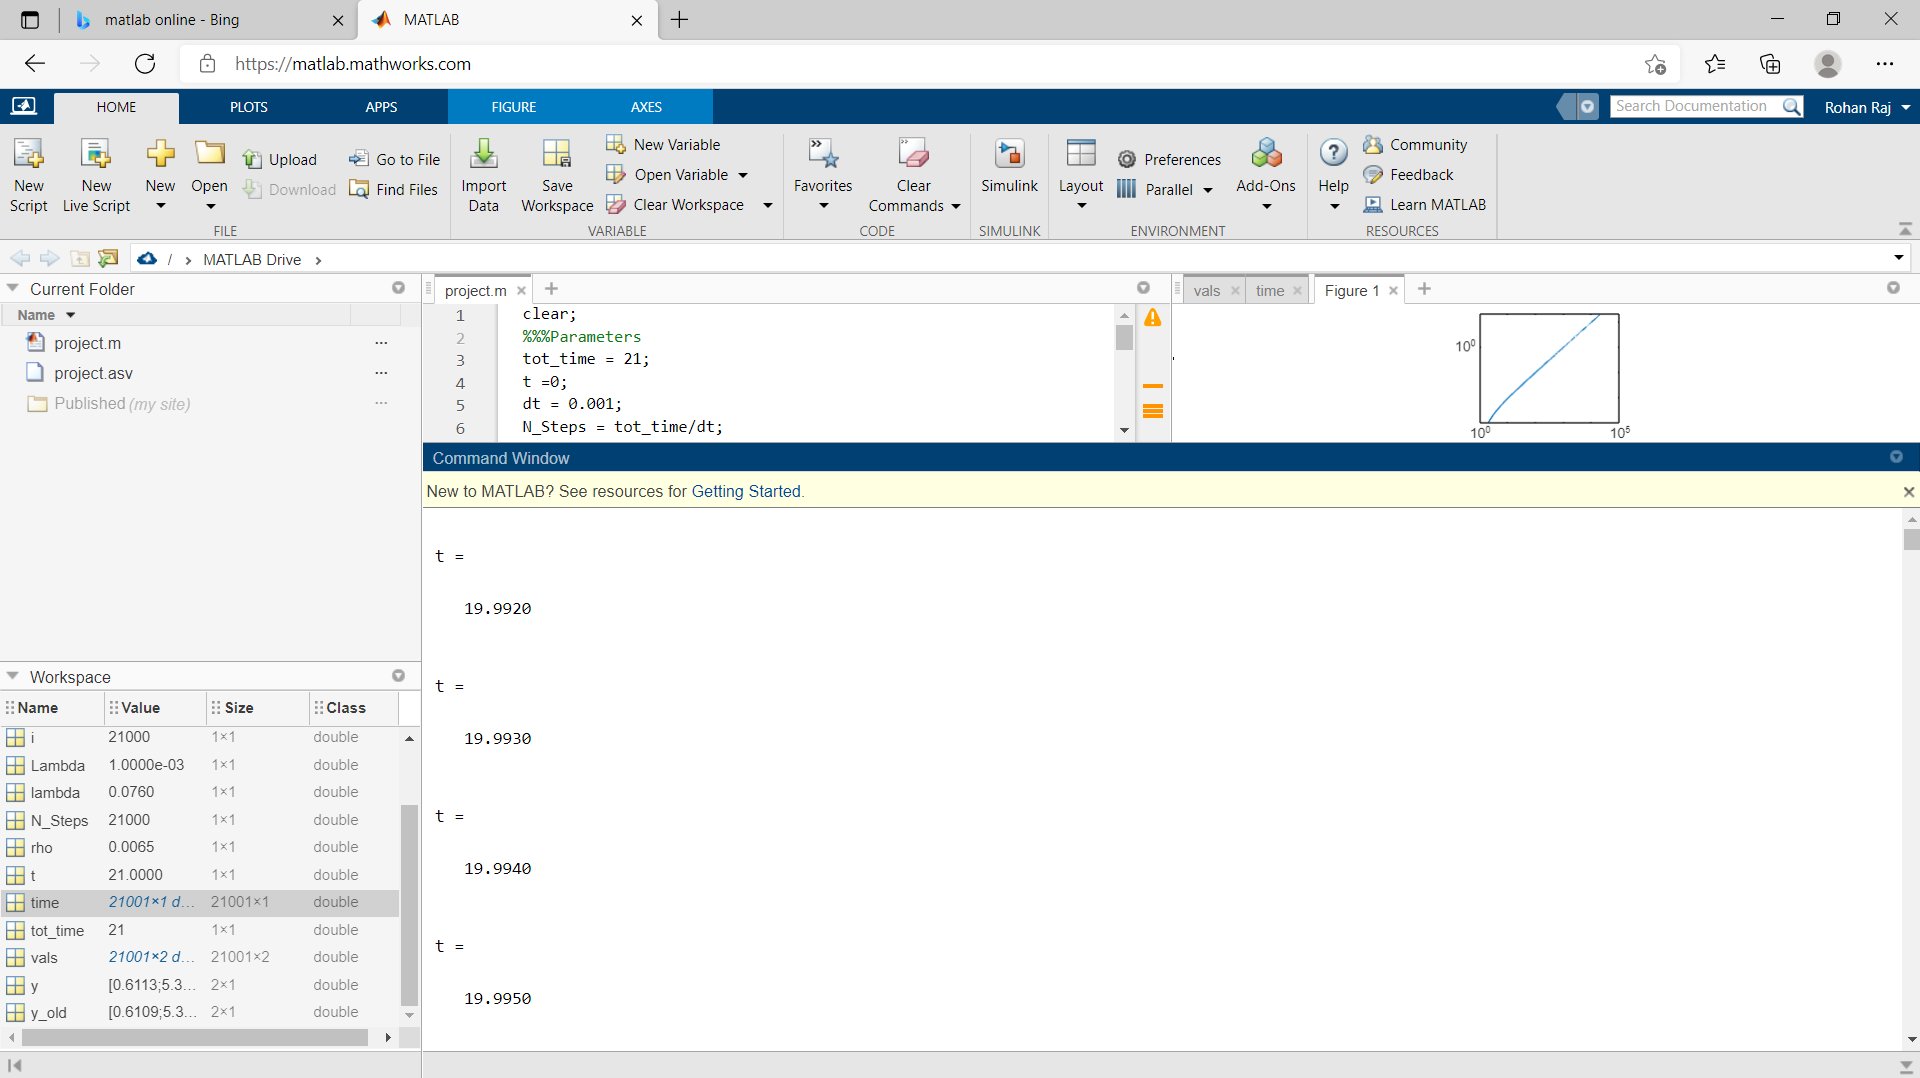 matlab online - Bing
MATLAB
https://matlab.mathworks.com
HOME
PLOTS
APPS
FIGURE
AXES
Search Documentation
Rohan Raj
New Script
New Live Script
New
Open
Upload
Download
Go to File
Find Files
FILE
Import Data
Save Workspace
New Variable
Open Variable
Clear Workspace
VARIABLE
Favorites
Clear Commands
CODE
Simulink
SIMULINK
Layout
Preferences
Parallel
Add-Ons
ENVIRONMENT
Help
Community
Feedback
Learn MATLAB
RESOURCES
/ › MATLAB Drive ›
Current Folder
Name
project.m
project.asv
Published (my site)
project.m
1 clear;
2 %%%Parameters
3 tot_time = 21;
4 t =0;
5 dt = 0.001;
6 N_Steps = tot_time/dt;
vals
time
Figure 1
10⁰
10⁰ 10⁵
Command Window
New to MATLAB? See resources for Getting Started.
t =
19.9920
t =
19.9930
t =
19.9940
t =
19.9950
Workspace
Name Value Size Class
i 21000 1×1 double
Lambda 1.0000e-03 1×1 double
lambda 0.0760 1×1 double
N_Steps 21000 1×1 double
rho 0.0065 1×1 double
t 21.0000 1×1 double
time 21001×1 d... 21001×1 double
tot_time 21 1×1 double
vals 21001×2 d... 21001×2 double
y [0.6113;5.3... 2×1 double
y_old [0.6109;5.3... 2×1 double